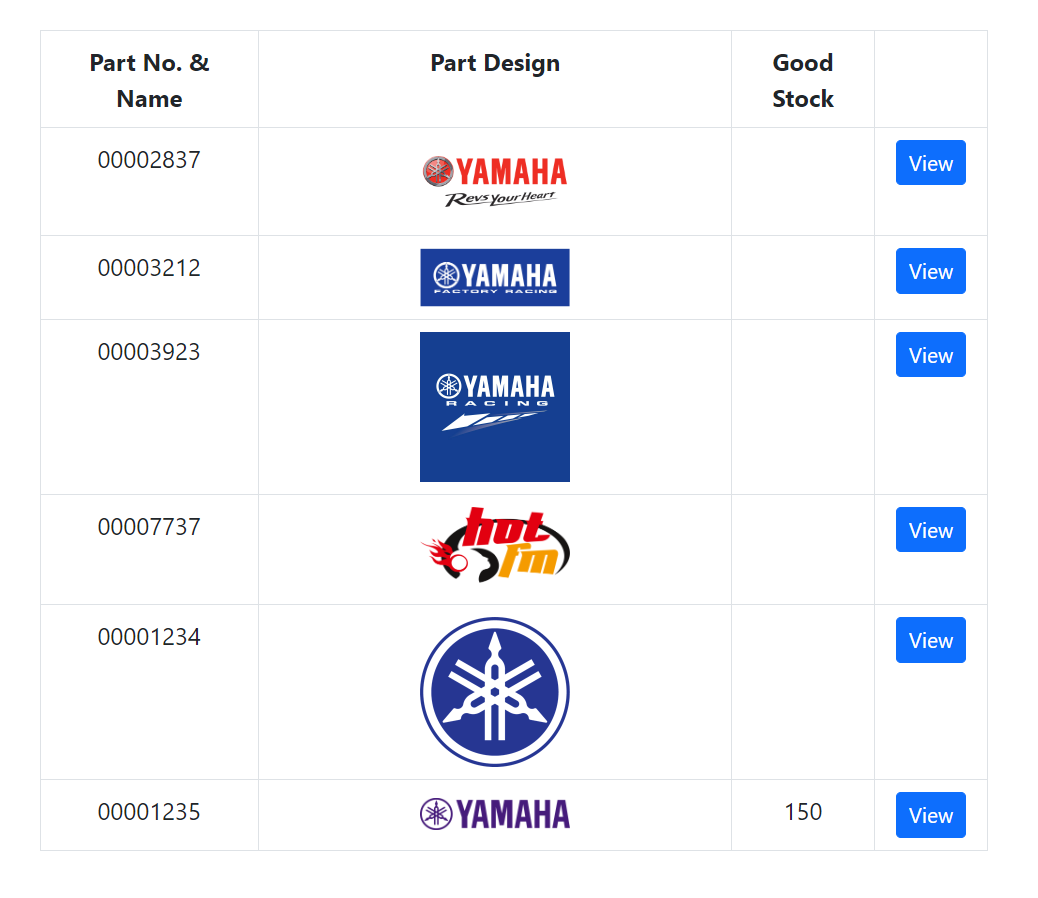 Part No. &
Name
Part Design
Good
Stock
00002837
YAMAHA
Revs Your Heart
View
00003212
YAMAHA
FACTORY RACING
View
00003923
YAMAHA
RACING
View
00007737
hot
fm
View
00001234
View
00001235
YAMAHA
150
View